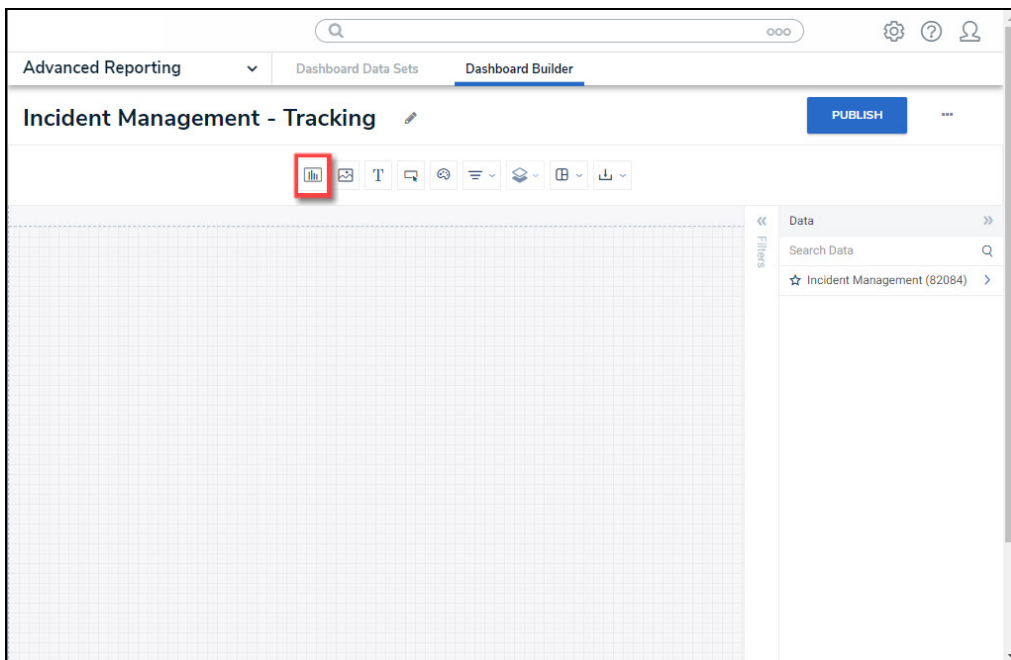 Advanced Reporting
Dashboard Data Sets
Dashboard Builder
Incident Management - Tracking
PUBLISH
T
Filters
Data
Search Data
Incident Management (82084)